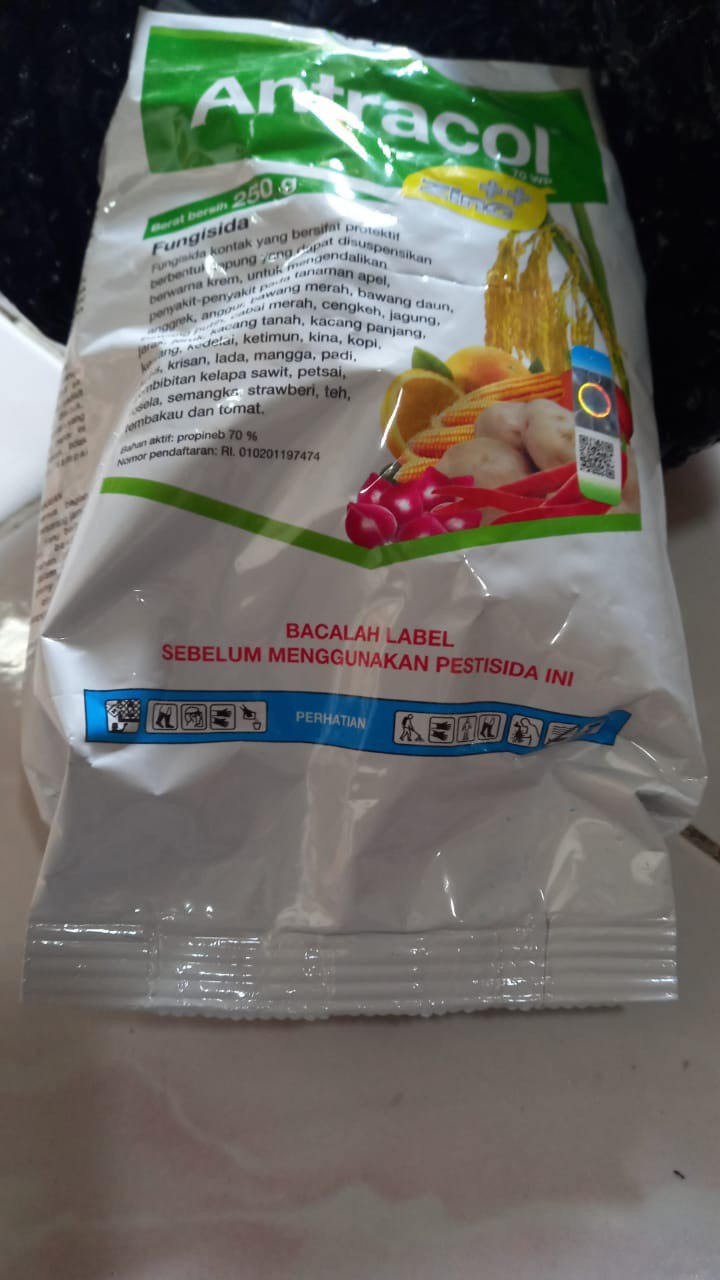 Antracol
70 WP
Zinc ++
Berat bersih 250 g
Fungisida
Fungisida kontak yang bersifat protektif
berbentuk tepung yang dapat disuspensikan
berwarna krem, untuk mengendalikan
penyakit-penyakit pada tanaman apel,
anggrek, anggur, bawang merah, bawang daun,
putih, cabai merah, cengkeh, jagung,
jeruk, kacang tanah, kacang panjang,
kedelai, ketimun, kina, kopi,
krisan, lada, mangga, padi,
kelapa sawit, petsai,
semangka, strawberi, teh,
tembakau dan tomat.
Bahan aktif: propineb 70 %
Nomor pendaftaran: RI. 010201197474
BACALAH LABEL
SEBELUM MENGGUNAKAN PESTISIDA INI
PERHATIAN